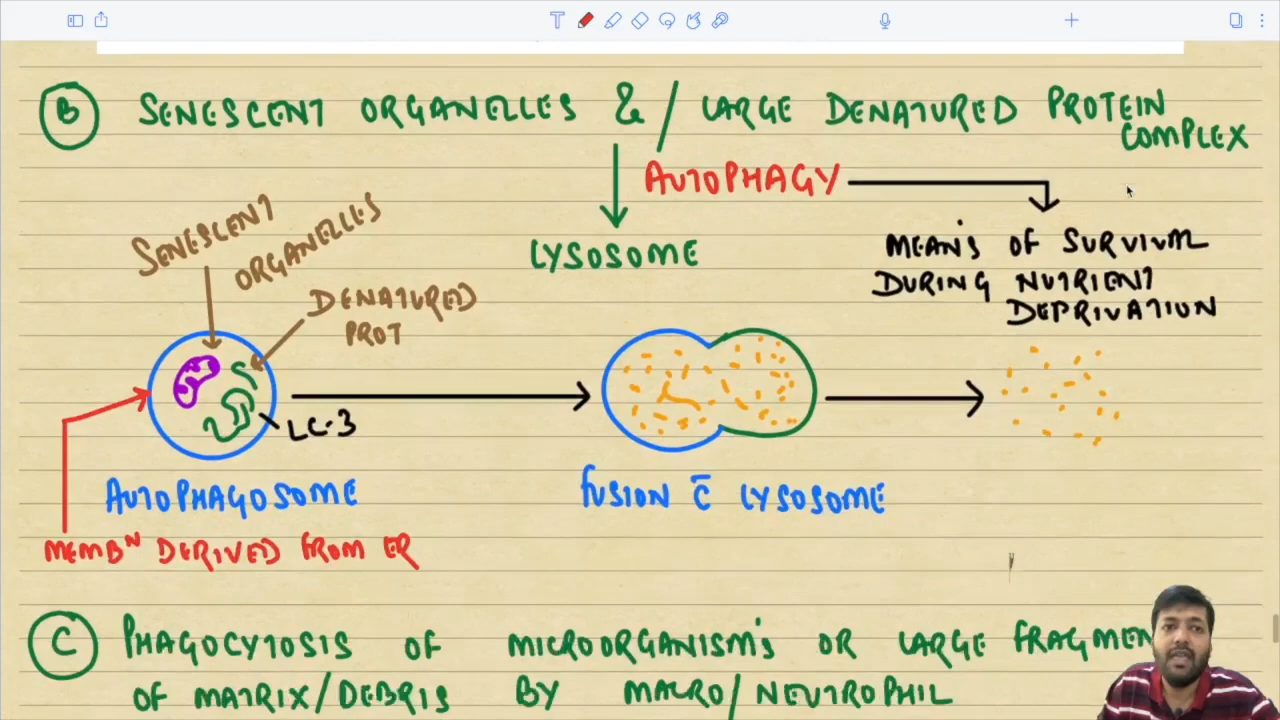 B SENESCENT ORGANELLES & / LARGE DENATURED PROTEIN
COMPLEX
AUTOPHAGY
LYSOSOME
MEANS OF SURVIVAL
DURING NUTRIENT
DEPRIVATION
SENESCENT
ORGANELLES
DENATURED
PROT
LC-3
AUTOPHAGOSOME
FUSION C̄ LYSOSOME
MEMBᴺ DERIVED FROM ER
C PHAGOCYTOSIS OF MICROORGANISM'S OR LARGE FRAGMEN
OF MATRIX/DEBRIS BY MACRO/NEUTROPHIL